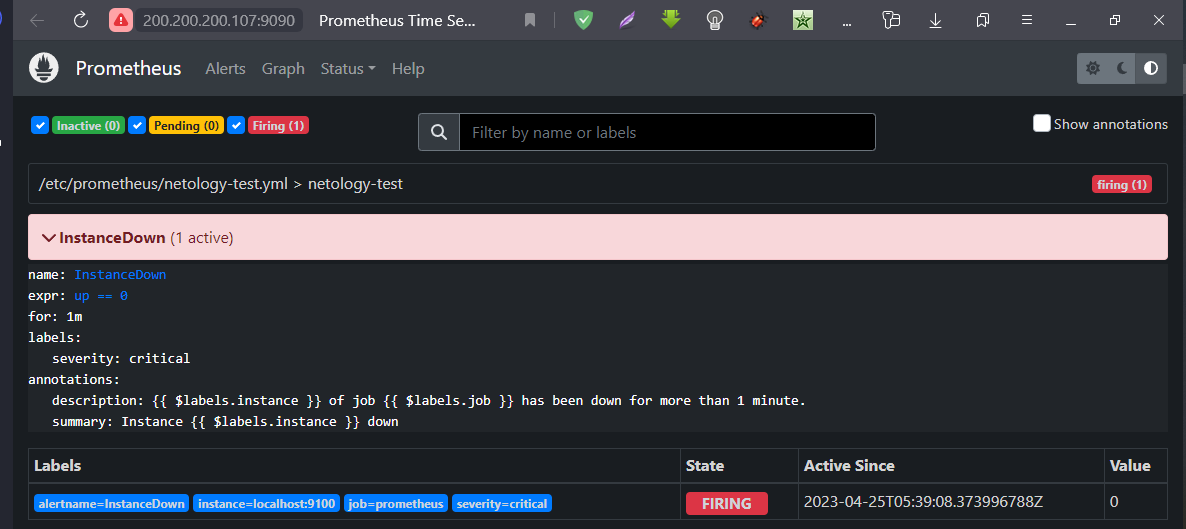 200.200.200.107:9090 Prometheus Time Se... ...
Prometheus Alerts Graph Status Help
Inactive (0) Pending (0) Firing (1) Filter by name or labels Show annotations
/etc/prometheus/netology-test.yml > netology-test firing (1)
InstanceDown (1 active)
name: InstanceDown
expr: up == 0
for: 1m
labels:
severity: critical
annotations:
description: {{ $labels.instance }} of job {{ $labels.job }} has been down for more than 1 minute.
summary: Instance {{ $labels.instance }} down
Labels State Active Since Value
alertname=InstanceDown instance=localhost:9100 job=prometheus severity=critical FIRING 2023-04-25T05:39:08.373996788Z 0